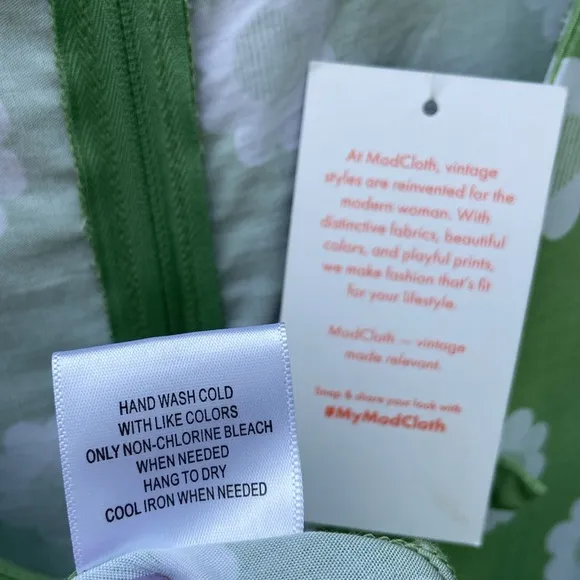 At ModCloth, vintage
styles are reinvented for the
modern woman. With
distinctive fabrics, beautiful
colors, and playful prints,
we make fashion that's fit
for your lifestyle.
ModCloth — vintage
made relevant.
Snap & share your look with
#MyModCloth
HAND WASH COLD
WITH LIKE COLORS
ONLY NON-CHLORINE BLEACH
WHEN NEEDED
HANG TO DRY
COOL IRON WHEN NEEDED